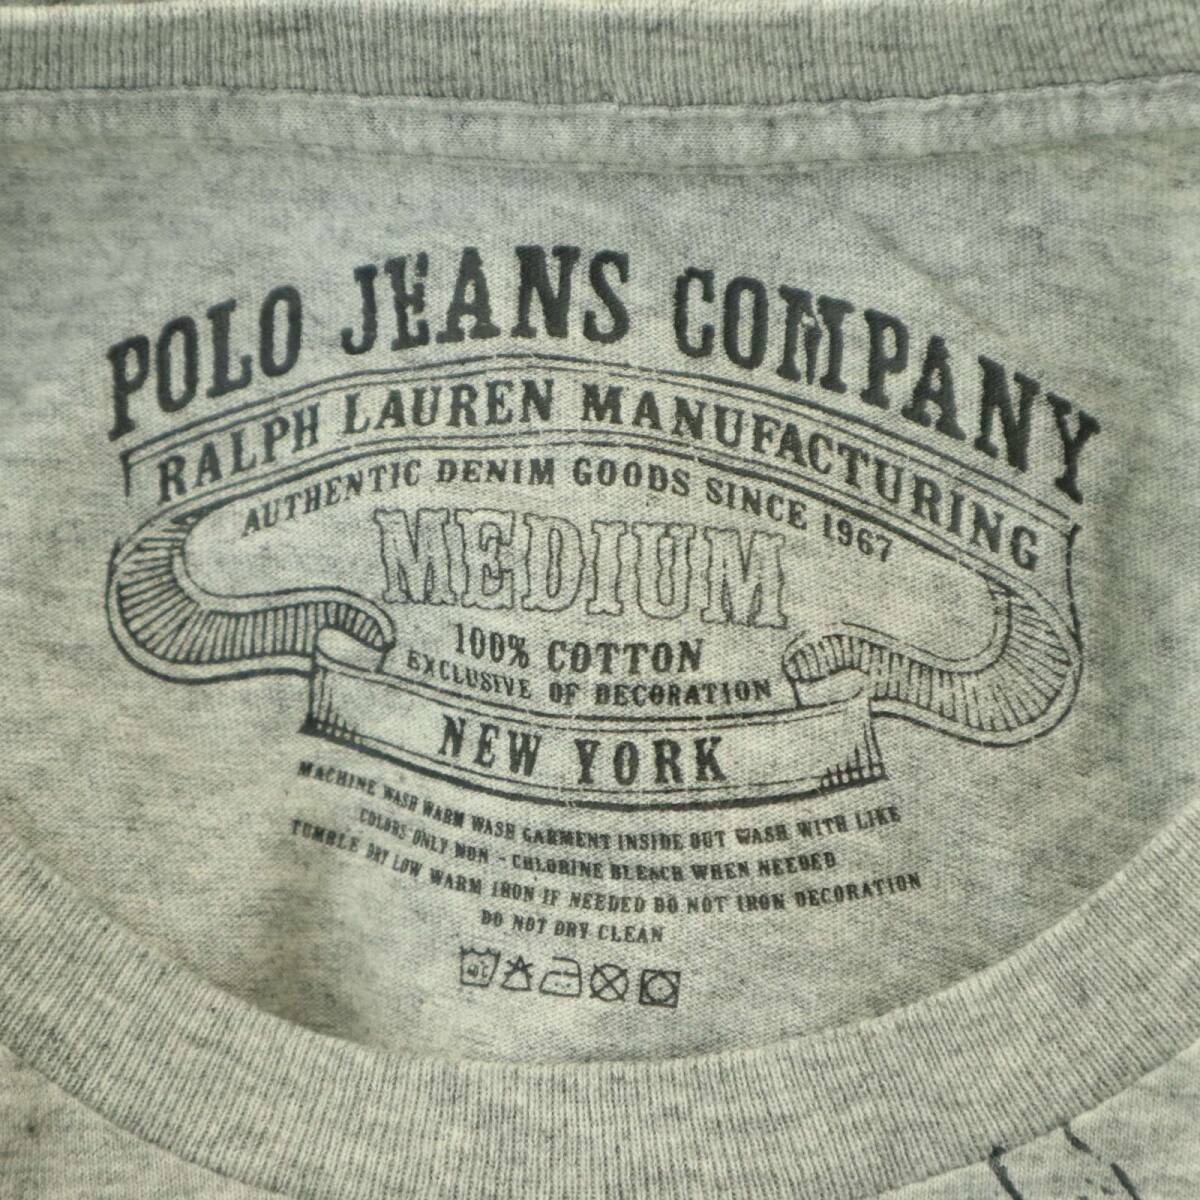 POLO JEANS COMPANY
RALPH LAUREN MANUFACTURING
AUTHENTIC DENIM GOODS SINCE 1967
MEDIUM
100% COTTON
EXCLUSIVE OF DECORATION
NEW YORK
MACHINE WASH WARM WASH GARMENT INSIDE OUT WASH WITH LIKE
COLORS ONLY NON - CHLORINE BLEACH WHEN NEEDED
TUMBLE DRY LOW WARM IRON IF NEEDED DO NOT IRON DECORATION
DO NOT DRY CLEAN